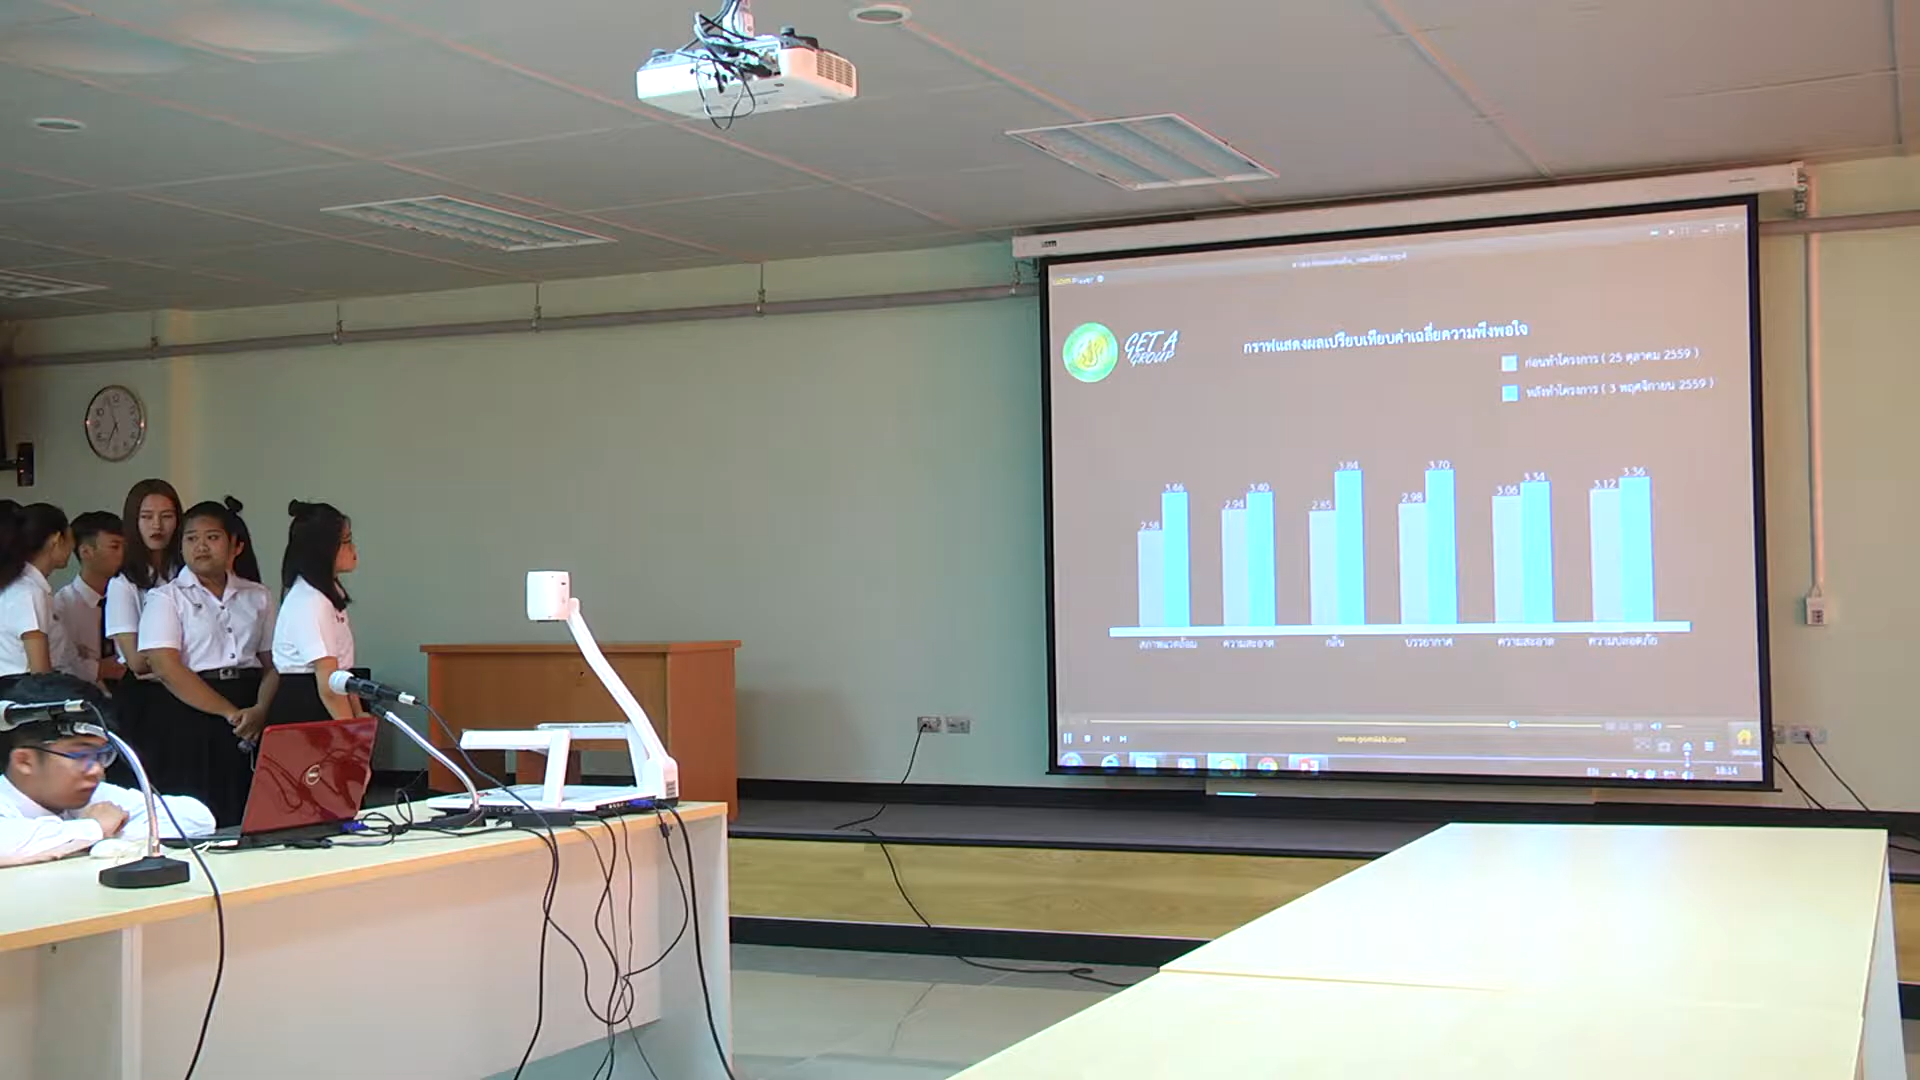 GOM Player
GET A
GROUP
กราฟแสดงผลเปรียบเทียบค่าเฉลี่ยความพึงพอใจ
ก่อนทำโครงการ ( 25 ตุลาคม 2559 )
หลังทำโครงการ ( 3 พฤศจิกายน 2559 )
2.58 3.46 2.94 3.40 2.85 3.84 2.98 3.70 3.06 3.34 3.12 3.36
สภาพแวดล้อม ความสะอาด กลิ่น บรรยากาศ ความสะอาด ความปลอดภัย
www.gomlab.com
EN
18:14
DELL